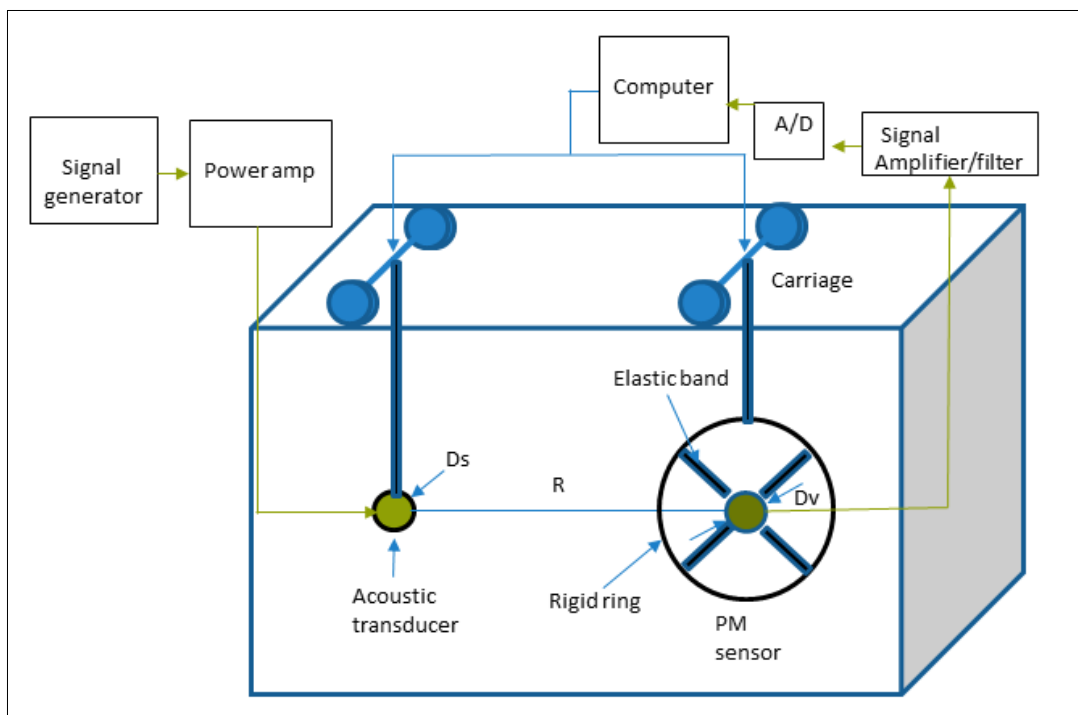 Computer
A/D
Signal
Amplifier/filter
Signal
generator
Power amp
Carriage
Elastic band
Ds
R
Dv
Rigid ring
Acoustic
transducer
PM
sensor